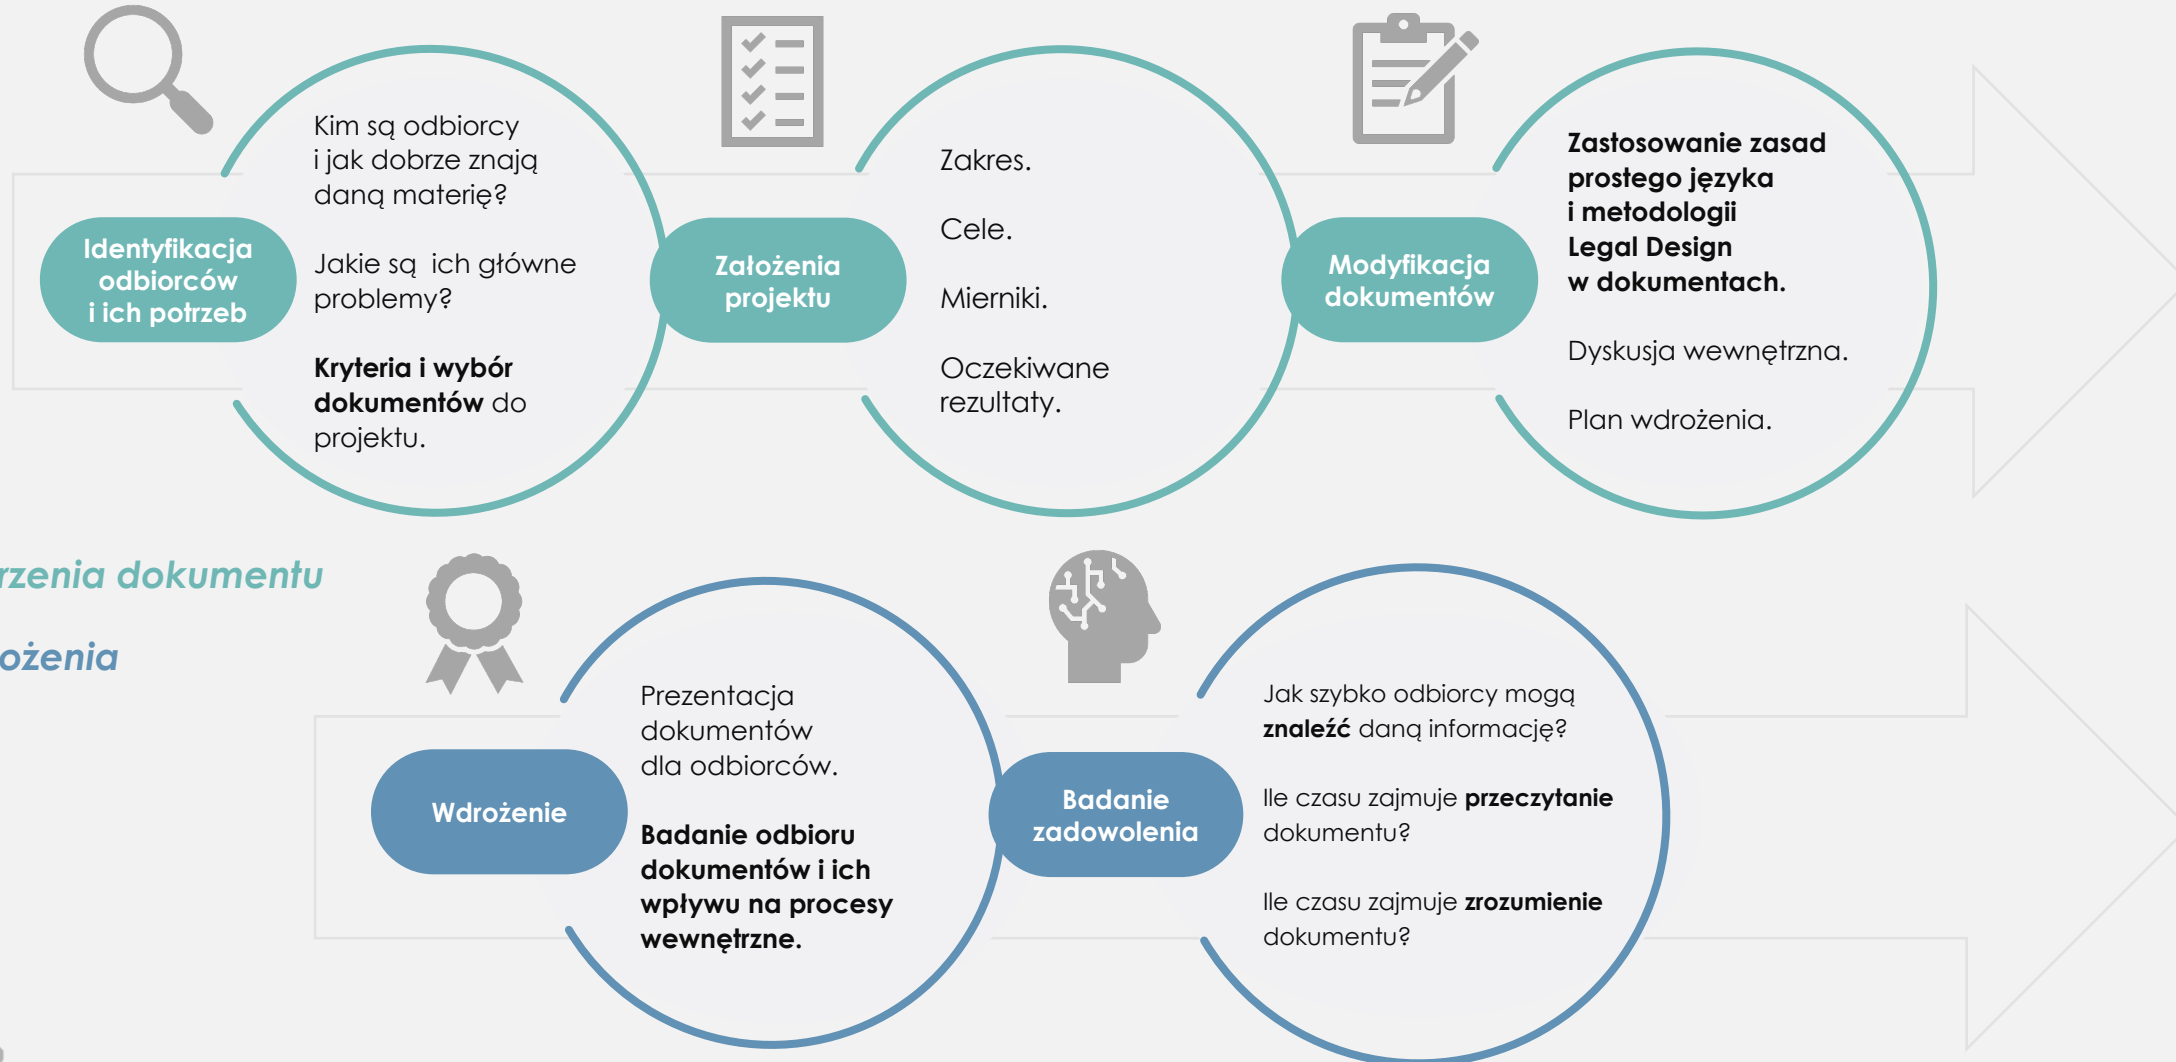 Identyfikacja
odbiorców
i ich potrzeb
Kim są odbiorcy
i jak dobrze znają
daną materię?
Jakie są ich główne
problemy?
Kryteria i wybór
dokumentów do
projektu.
Założenia
projektu
Zakres.
Cele.
Mierniki.
Oczekiwane
rezultaty.
Modyfikacja
dokumentów
Zastosowanie zasad
prostego języka
i metodologii
Legal Design
w dokumentach.
Dyskusja wewnętrzna.
Plan wdrożenia.
rzenia dokumentu
ożenia
Wdrożenie
Prezentacja
dokumentów
dla odbiorców.
Badanie odbioru
dokumentów i ich
wpływu na procesy
wewnętrzne.
Badanie
zadowolenia
Jak szybko odbiorcy mogą
znaleźć daną informację?
Ile czasu zajmuje przeczytanie
dokumentu?
Ile czasu zajmuje zrozumienie
dokumentu?